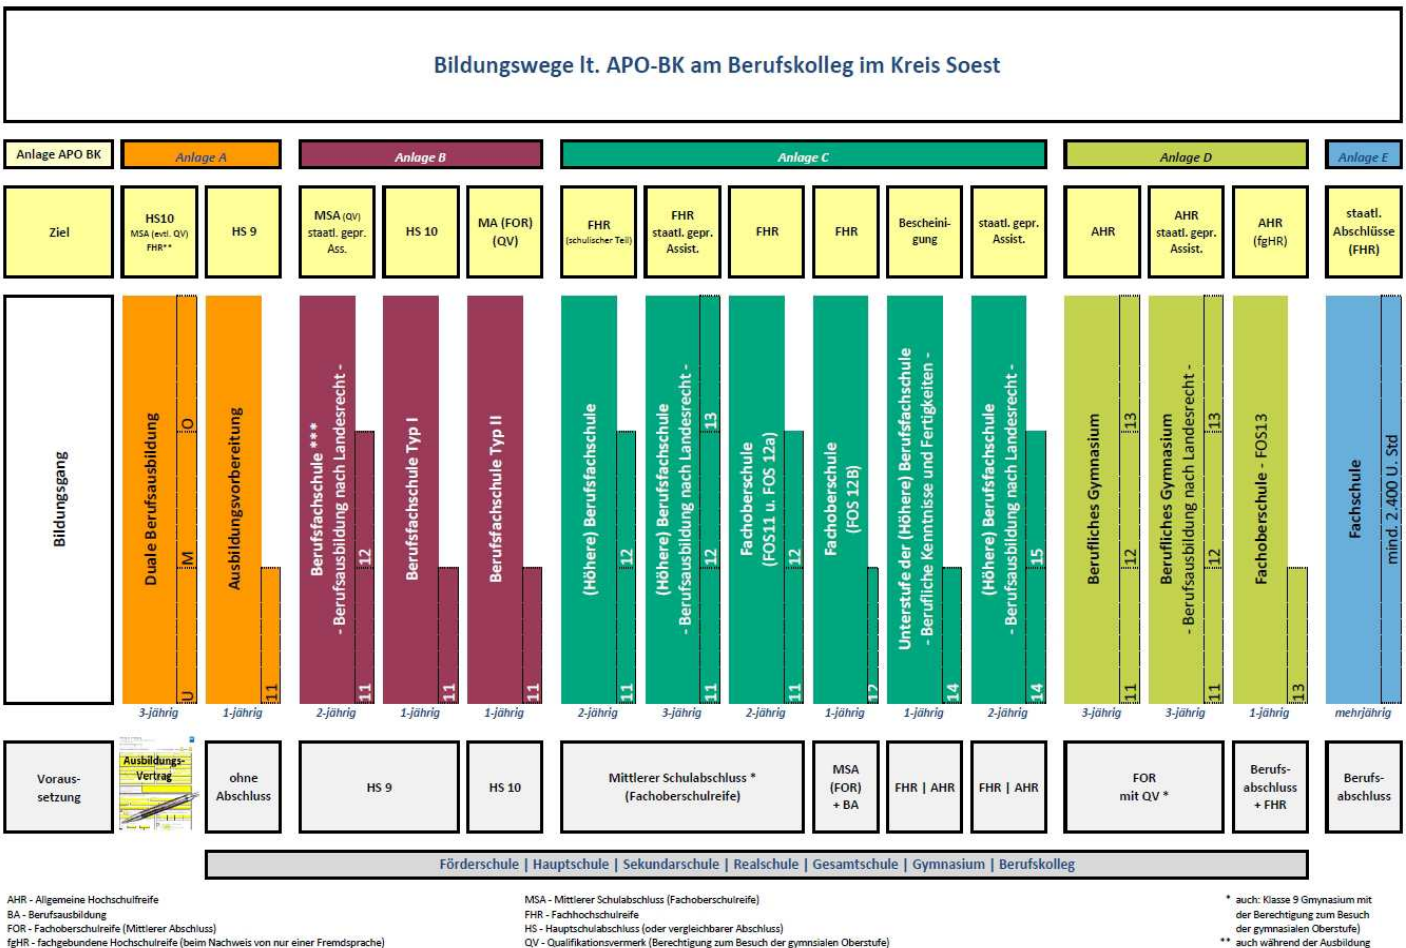 Bildungswege lt. APO-BK am Berufskolleg im Kreis Soest
Anlage APO BK
Anlage A
Anlage B
Anlage C
Anlage D
Anlage E
Ziel
HS10
MSA (evtl. QV)
FHR**
HS 9
MSA (QV)
staatl. gepr.
Ass.
HS 10
MA (FOR)
(QV)
FHR
(schulischer Teil)
FHR
staatl. gepr.
Assist.
FHR
FHR
Bescheini-
gung
staatl. gepr.
Assist.
AHR
AHR
staatl. gepr.
Assist.
AHR
(fgHR)
staatl.
Abschlüsse
(FHR)
Bildungsgang
Duale Berufsausbildung
U M O
Ausbildungsvorbereitung
11
Berufsfachschule ***
- Berufsausbildung nach Landesrecht -
11 12
Berufsfachschule Typ I
11
Berufsfachschule Typ II
11
(Höhere) Berufsfachschule
11 12
(Höhere) Berufsfachschule
- Berufsausbildung nach Landesrecht -
11 12 13
Fachoberschule
(FOS11 u. FOS 12a)
11 12
Fachoberschule
(FOS 12B)
12
Unterstufe der (Höhere) Berufsfachschule
- Berufliche Kenntnisse und Fertigkeiten -
14
(Höhere) Berufsfachschule
- Berufsausbildung nach Landesrecht -
14 15
Berufliches Gymnasium
11 12 13
Berufliches Gymnasium
- Berufsausbildung nach Landesrecht -
11 12 13
Fachoberschule - FOS13
13
Fachschule
mind. 2.400 U. Std
3-jährig
1-jährig
2-jährig
1-jährig
1-jährig
2-jährig
3-jährig
2-jährig
1-jährig
1-jährig
2-jährig
3-jährig
3-jährig
1-jährig
mehrjährig
Voraus-
setzung
Ausbildungs-
Vertrag
ohne
Abschluss
HS 9
HS 10
Mittlerer Schulabschluss *
(Fachoberschulreife)
MSA
(FOR)
+ BA
FHR | AHR
FHR | AHR
FOR
mit QV *
Berufs-
abschluss
+ FHR
Berufs-
abschluss
Förderschule | Hauptschule | Sekundarschule | Realschule | Gesamtschule | Gymnasium | Berufskolleg
AHR - Allgemeine Hochschulfreife
BA - Berufsausbildung
FOR - Fachoberschulreife (Mittlerer Abschluss)
fgHR - fachgebundene Hochschulreife (beim Nachweis von nur einer Fremdsprache)
MSA - Mittlerer Schulabschluss (Fachoberschulreife)
FHR - Fachhochschulreife
HS - Hauptschulabschluss (oder vergleichbarer Abschluss)
QV - Qualifikationsvermerk (Berechtigung zum Besuch der gymnsialen Oberstufe)
* auch: Klasse 9 Gmynasium mit
der Berechtigung zum Besuch
der gymnasialen Oberstufe)
** auch während der Ausbildung